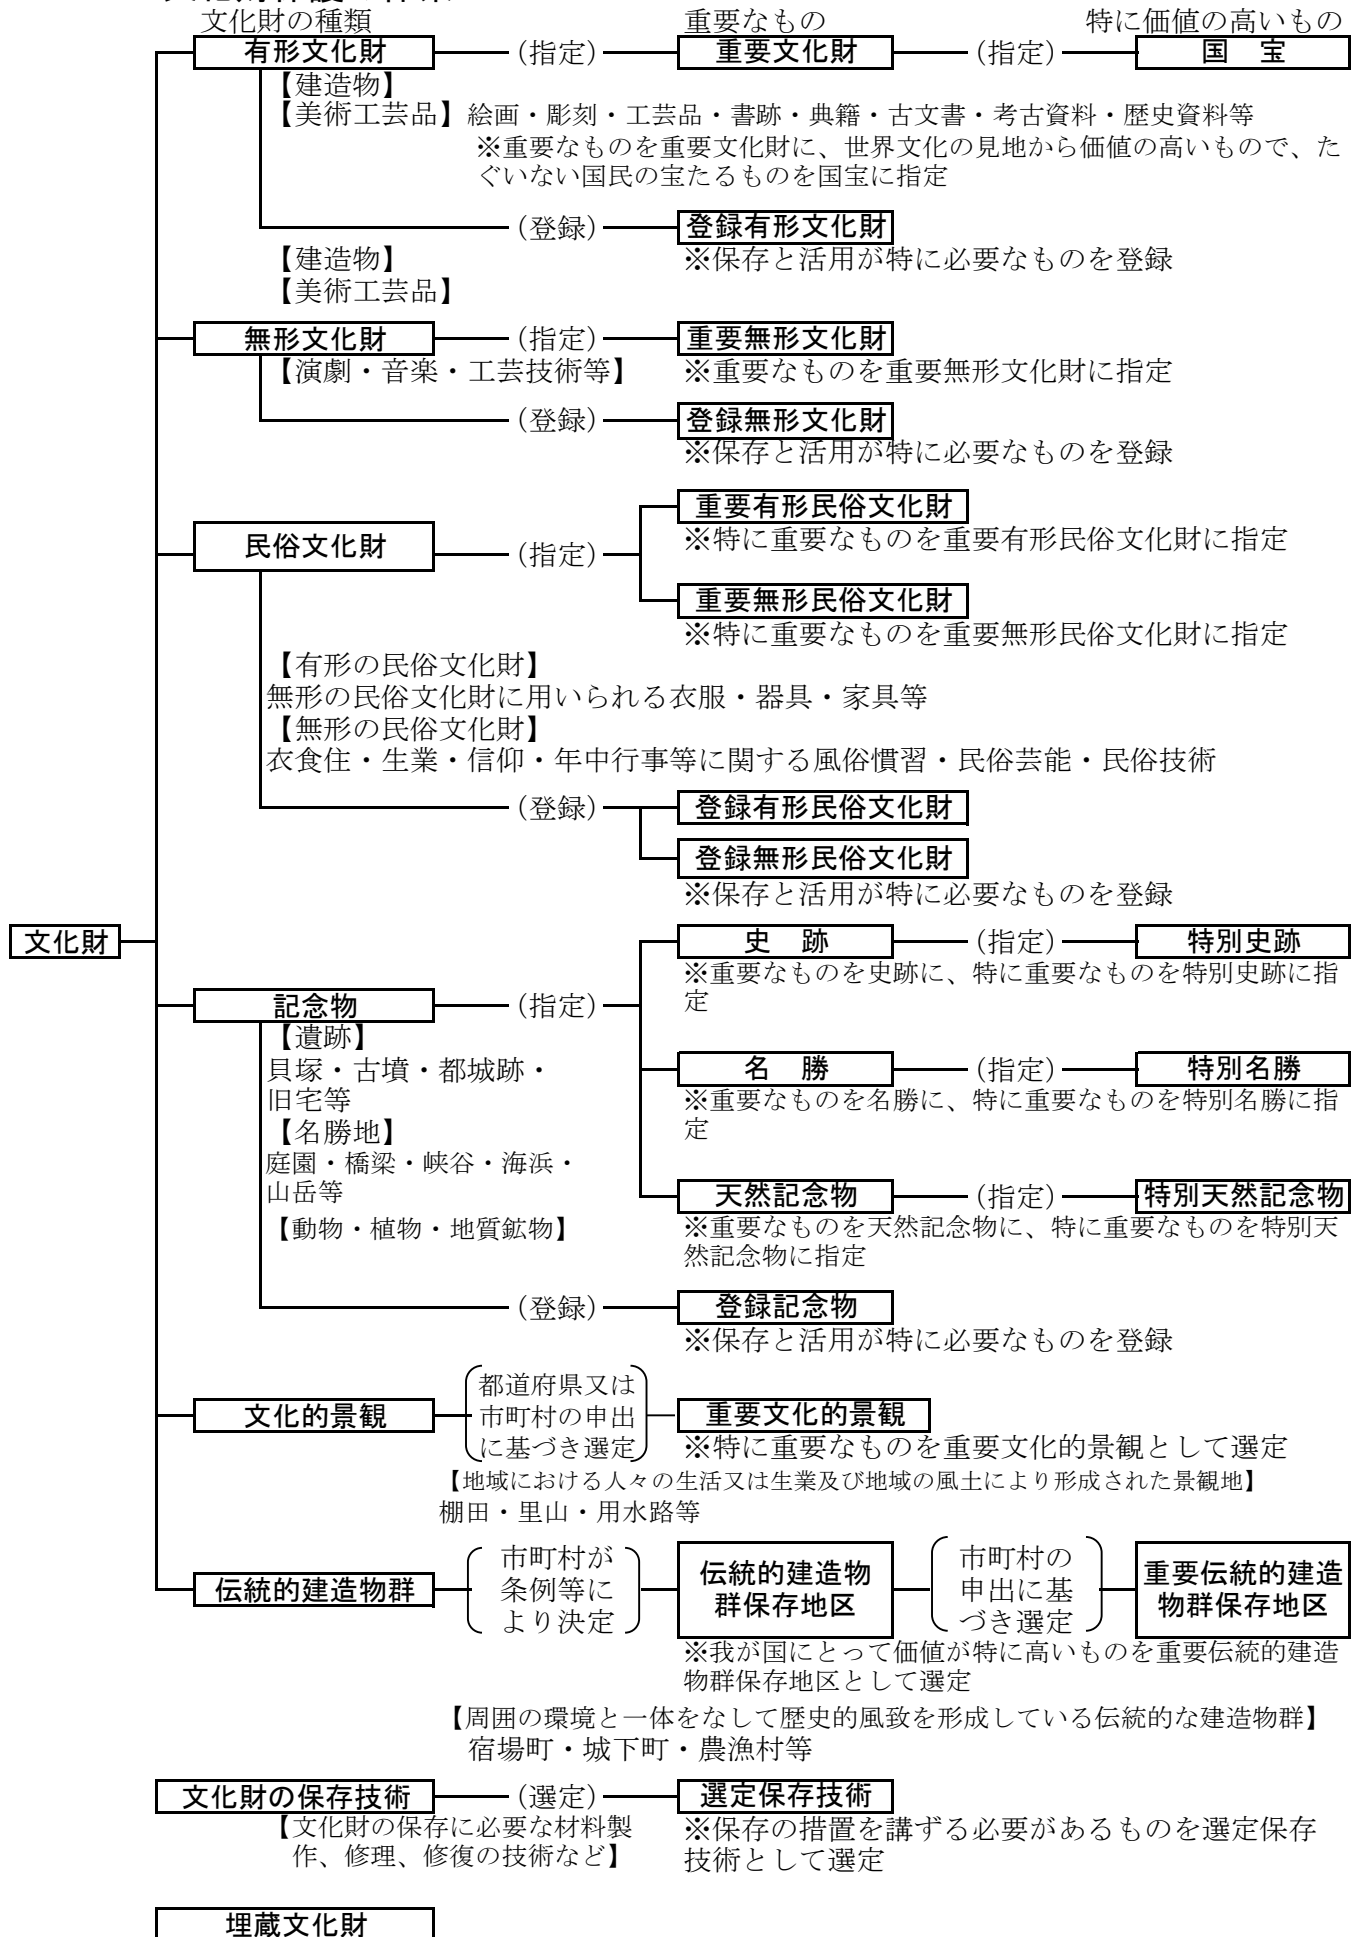 文化財の種類
重要なもの
特に価値の高いもの
有形文化財
(指定)
重要文化財
(指定)
国　宝
【建造物】
【美術工芸品】絵画・彫刻・工芸品・書跡・典籍・古文書・考古資料・歴史資料等
※重要なものを重要文化財に、世界文化の見地から価値の高いもので、た
ぐいない国民の宝たるものを国宝に指定
(登録)
登録有形文化財
【建造物】
※保存と活用が特に必要なものを登録
【美術工芸品】
無形文化財
(指定)
重要無形文化財
【演劇・音楽・工芸技術等】
※重要なものを重要無形文化財に指定
(登録)
登録無形文化財
※保存と活用が特に必要なものを登録
重要有形民俗文化財
※特に重要なものを重要有形民俗文化財に指定
民俗文化財
(指定)
重要無形民俗文化財
※特に重要なものを重要無形民俗文化財に指定
【有形の民俗文化財】
無形の民俗文化財に用いられる衣服・器具・家具等
【無形の民俗文化財】
衣食住・生業・信仰・年中行事等に関する風俗慣習・民俗芸能・民俗技術
(登録)
登録有形民俗文化財
登録無形民俗文化財
※保存と活用が特に必要なものを登録
文化財
史　跡
(指定)
特別史跡
※重要なものを史跡に、特に重要なものを特別史跡に指
定
記念物
(指定)
【遺跡】
貝塚・古墳・都城跡・
旧宅等
【名勝地】
庭園・橋梁・峡谷・海浜・
山岳等
【動物・植物・地質鉱物】
名　勝
(指定)
特別名勝
※重要なものを名勝に、特に重要なものを特別名勝に指
定
天然記念物
(指定)
特別天然記念物
※重要なものを天然記念物に、特に重要なものを特別天
然記念物に指定
(登録)
登録記念物
※保存と活用が特に必要なものを登録
文化的景観
都道府県又は
市町村の申出
に基づき選定
重要文化的景観
※特に重要なものを重要文化的景観として選定
【地域における人々の生活又は生業及び地域の風土により形成された景観地】
棚田・里山・用水路等
伝統的建造物群
市町村が
条例等に
より決定
伝統的建造物
群保存地区
市町村の
申出に基
づき選定
重要伝統的建造
物群保存地区
※我が国にとって価値が特に高いものを重要伝統的建造
物群保存地区として選定
【周囲の環境と一体をなして歴史的風致を形成している伝統的な建造物群】
宿場町・城下町・農漁村等
文化財の保存技術
(選定)
選定保存技術
【文化財の保存に必要な材料製
作、修理、修復の技術など】
※保存の措置を講ずる必要があるものを選定保存
技術として選定
埋蔵文化財